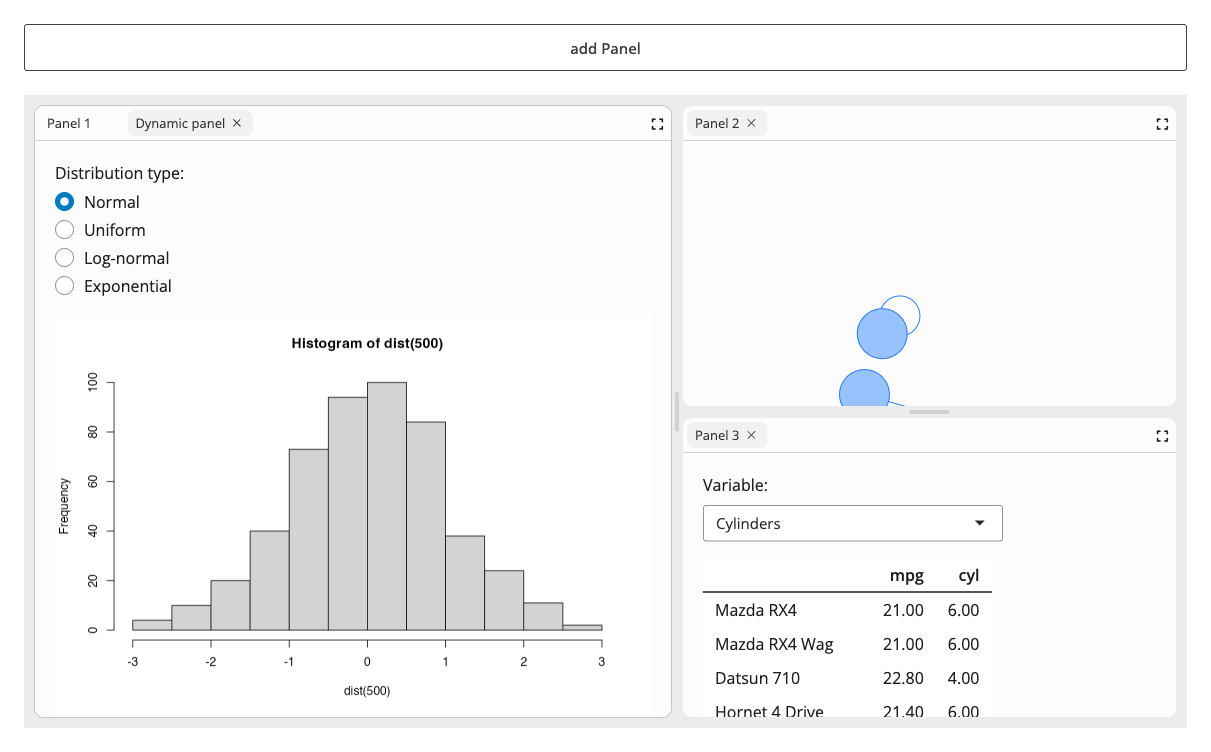 add Panel
Panel 1 Dynamic panel ×
Distribution type:
Normal
Uniform
Log-normal
Exponential
Histogram of dist(500)
Frequency
100
80
60
40
20
0
-3 -2 -1 0 1 2 3
dist(500)
Panel 2 ×
Panel 3 ×
Variable:
Cylinders
mpg cyl
Mazda RX4 21.00 6.00
Mazda RX4 Wag 21.00 6.00
Datsun 710 22.80 4.00
Hornet 4 Drive 21.40 6.00